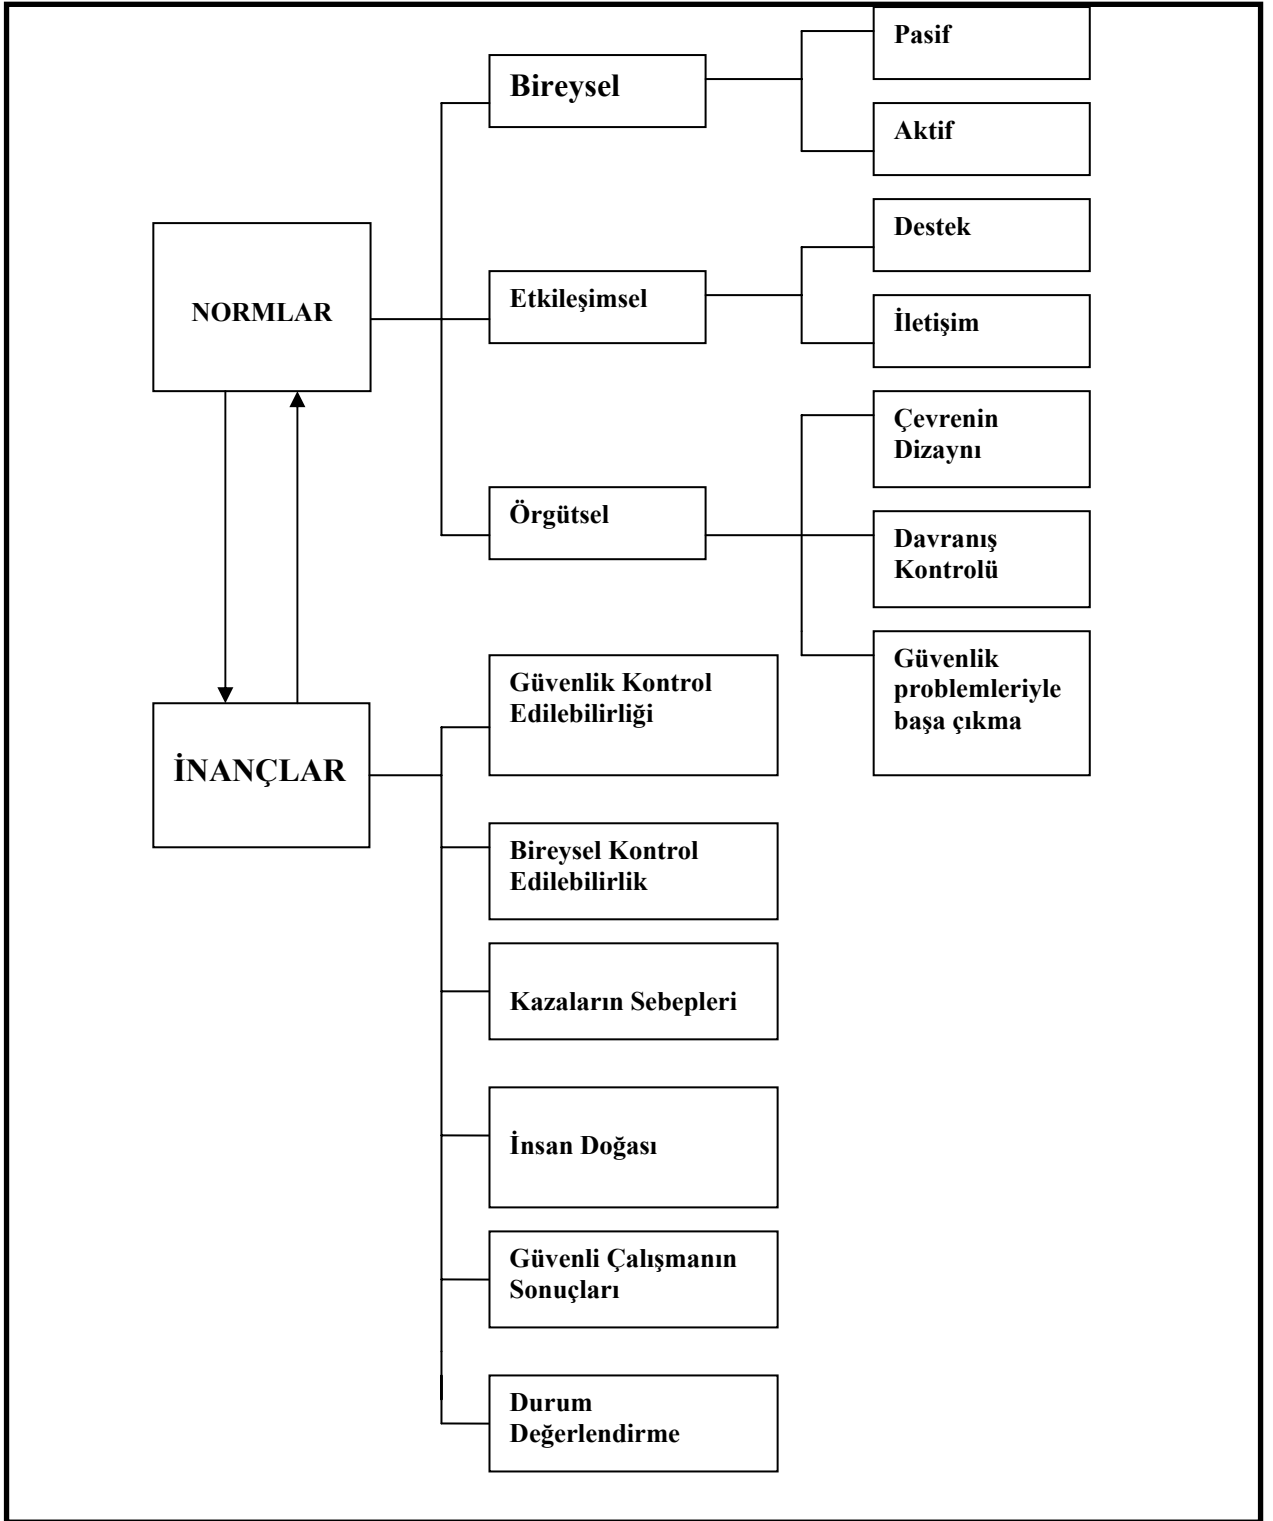 Pasif
Bireysel
Aktif
Destek
NORMLAR
Etkileşimsel
İletişim
Çevrenin
Dizaynı
Örgütsel
Davranış
Kontrolü
Güvenlik
problemleriyle
başa çıkma
Güvenlik Kontrol
Edilebilirliği
İNANÇLAR
Bireysel Kontrol
Edilebilirlik
Kazaların Sebepleri
İnsan Doğası
Güvenli Çalışmanın
Sonuçları
Durum
Değerlendirme